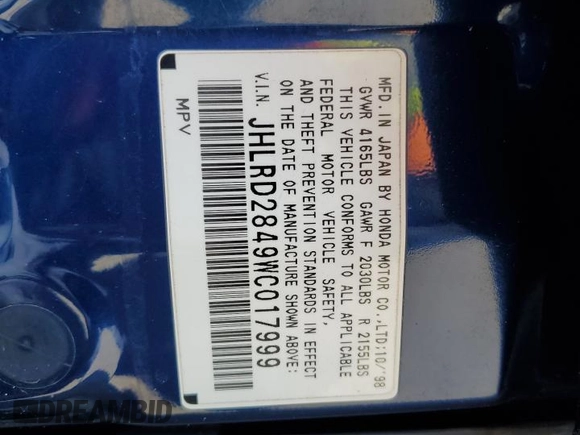 MFD. IN JAPAN BY HONDA MOTOR CO.,LTD;10/'98
GVWR 4165LBS GAWR F 2030LBS R 2155LBS
THIS VEHICLE CONFORMS TO ALL APPLICABLE
FEDERAL MOTOR VEHICLE SAFETY,
AND THEFT PREVENTION STANDARDS IN EFFECT
ON THE DATE OF MANUFACTURE SHOWN ABOVE:
V.I.N. JHLRD2849WC017999
MPV
DREAMBID